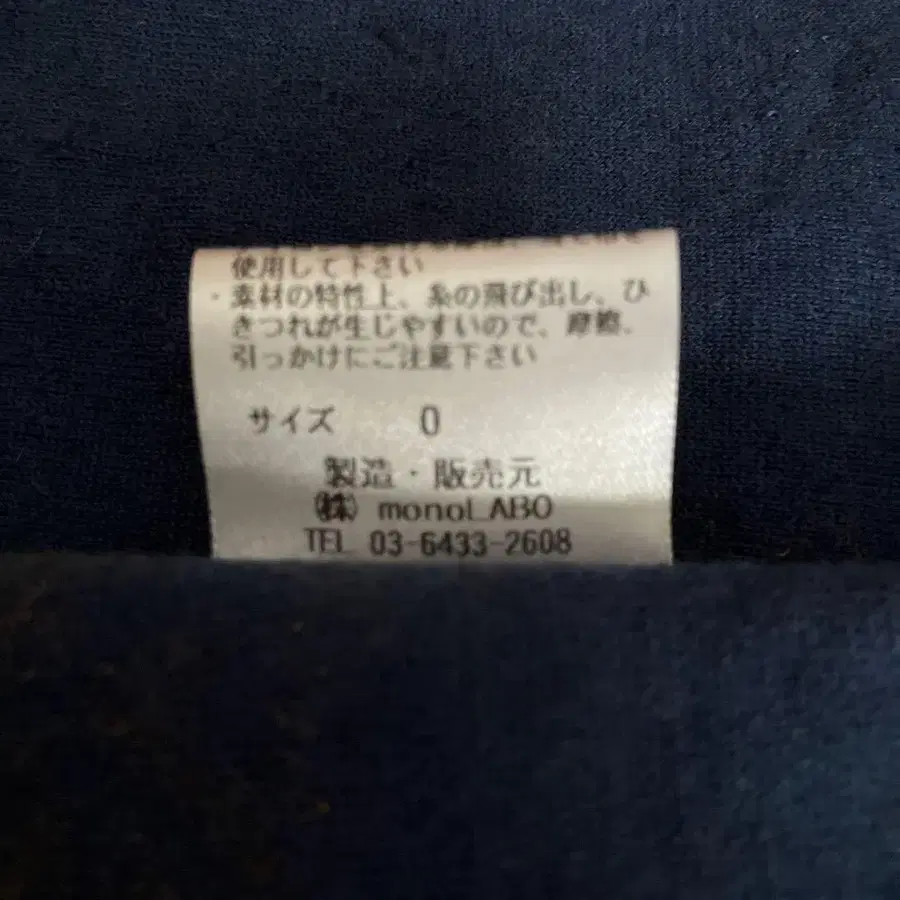 使用して下さい
・素材の特性上、糸の飛び出し、ひ
きつれが生じやすいので、摩擦、
引っかけにご注意下さい
サイズ 0
製造・販売元
㈱ monoLABO
TEL 03-6433-2608